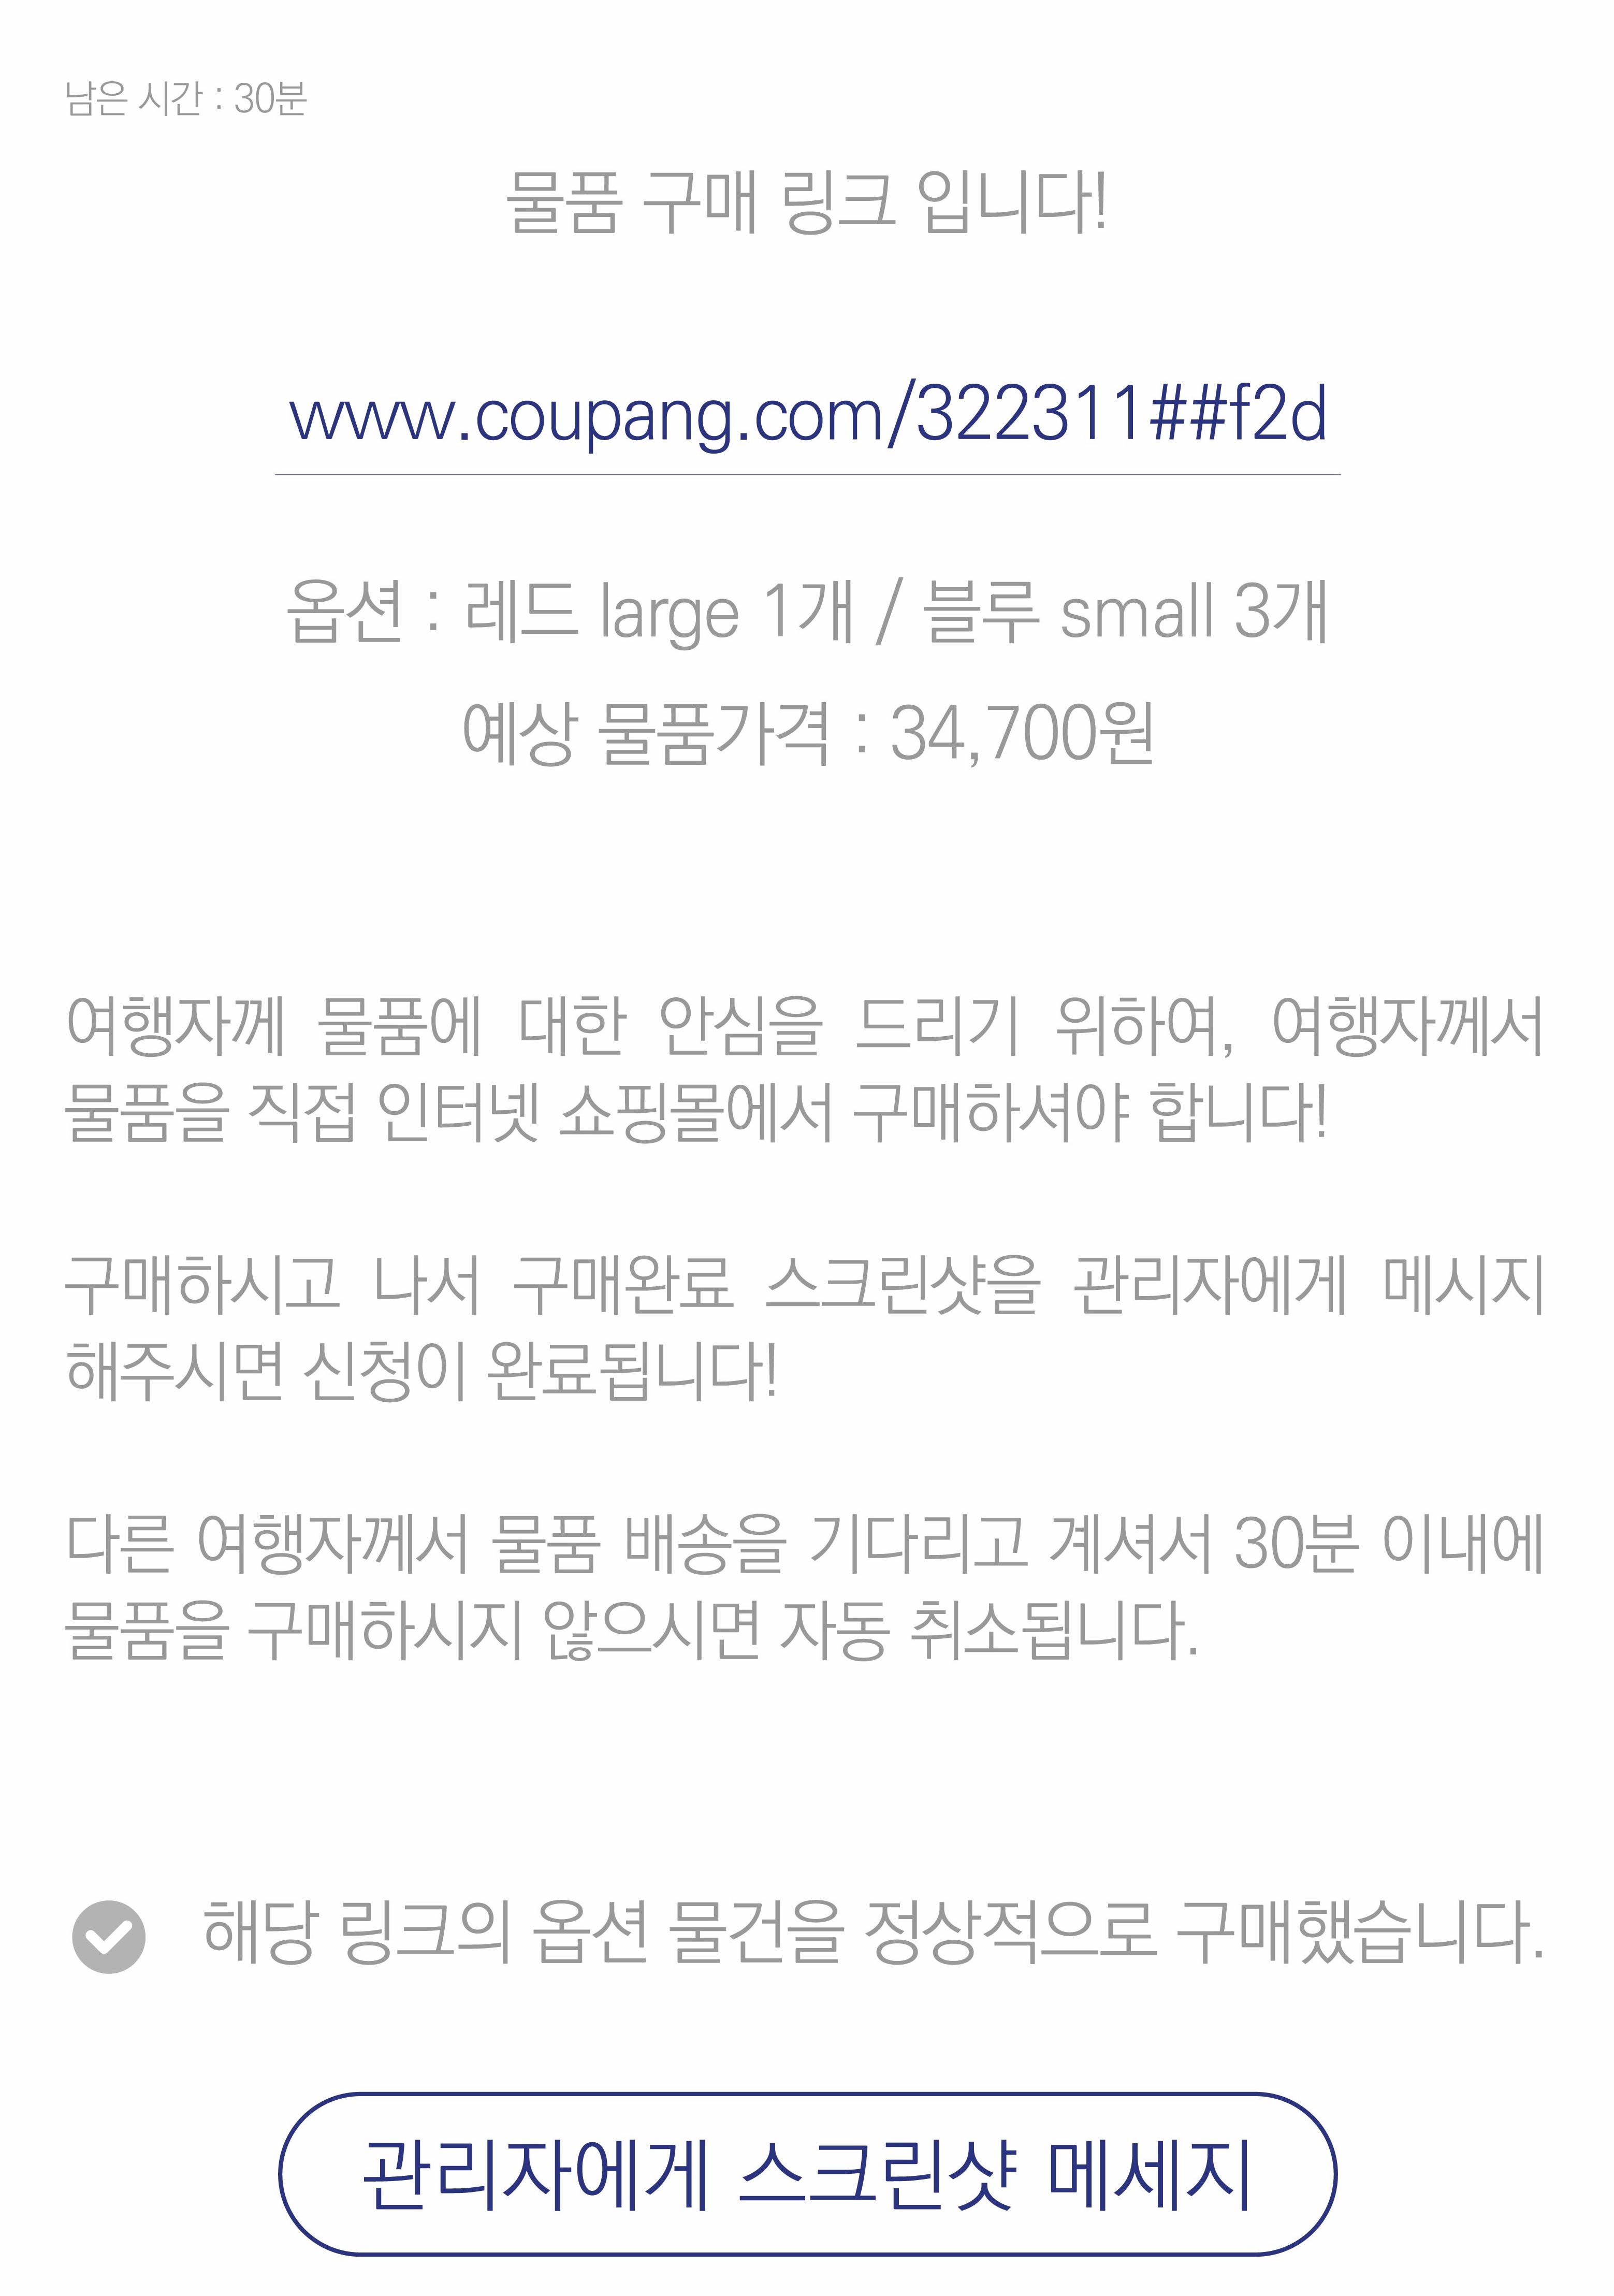 남은 시간 : 30분
물품 구매 링크 입니다!
www.coupang.com/322311##f2d
옵션 : 레드 large 1개 / 블루 small 3개
예상 물품가격 : 34,700원
여행자께 물품에 대한 안심을 드리기 위하여, 여행자께서
물품을 직접 인터넷 쇼핑몰에서 구매하셔야 합니다!
구매하시고 나서 구매완료 스크린샷을 관리자에게 메시지
해주시면 신청이 완료됩니다!
다른 여행자께서 물품 배송을 기다리고 계셔서 30분 이내에
물품을 구매하시지 않으시면 자동 취소됩니다.
해당 링크의 옵션 물건을 정상적으로 구매했습니다.
관리자에게 스크린샷 메세지